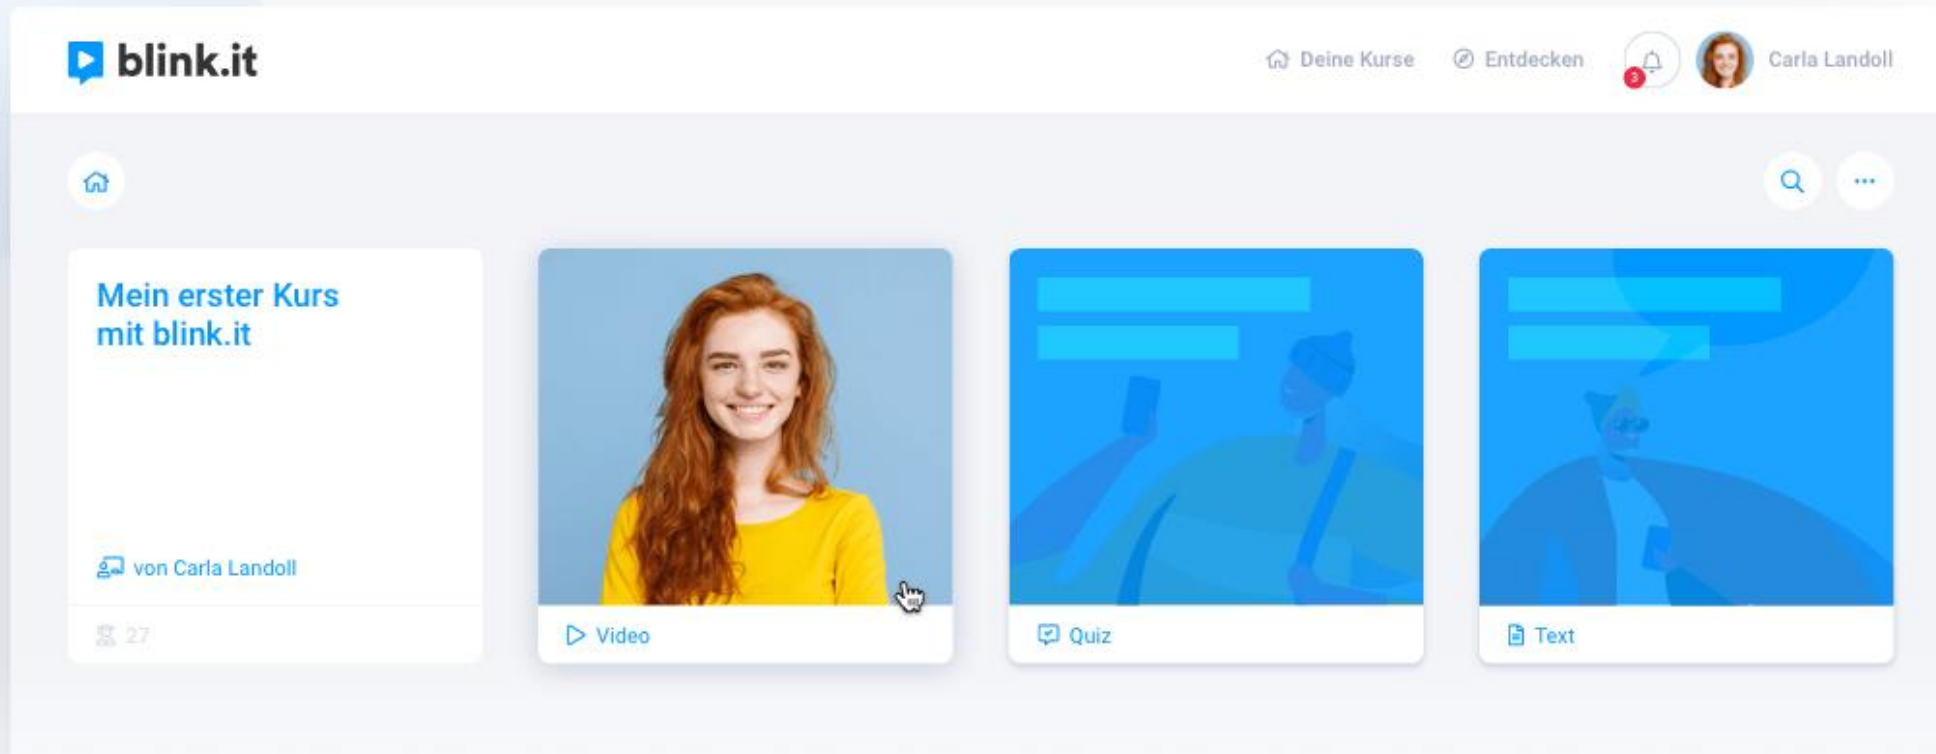 blink.it
Deine Kurse
Entdecken
3
Carla Landoll
Mein erster Kurs
mit blink.it
von Carla Landoll
27
Video
Quiz
Text